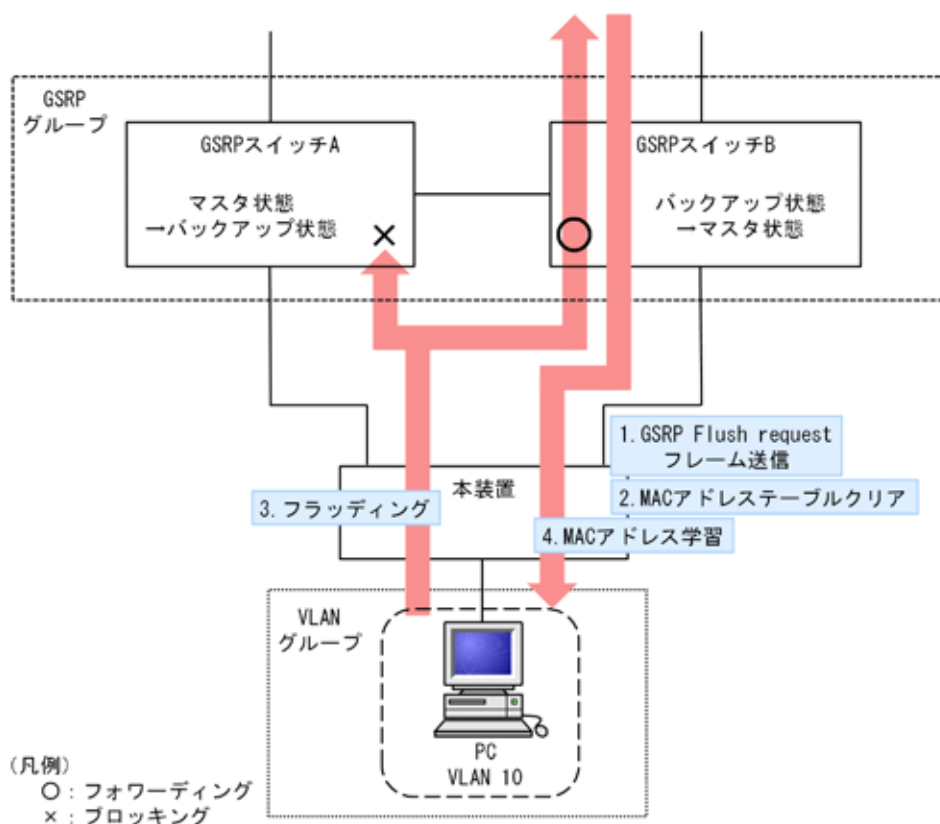 GSRP
グループ
GSRPスイッチA
マスタ状態
→バックアップ状態
×
GSRPスイッチB
バックアップ状態
→マスタ状態
1.GSRP Flush request
フレーム送信
本装置
2.MACアドレステーブルクリア
3.フラッディング
4.MACアドレス学習
VLAN
グループ
PC
VLAN 10
(凡例)
○:フォワーディング
×:ブロッキング